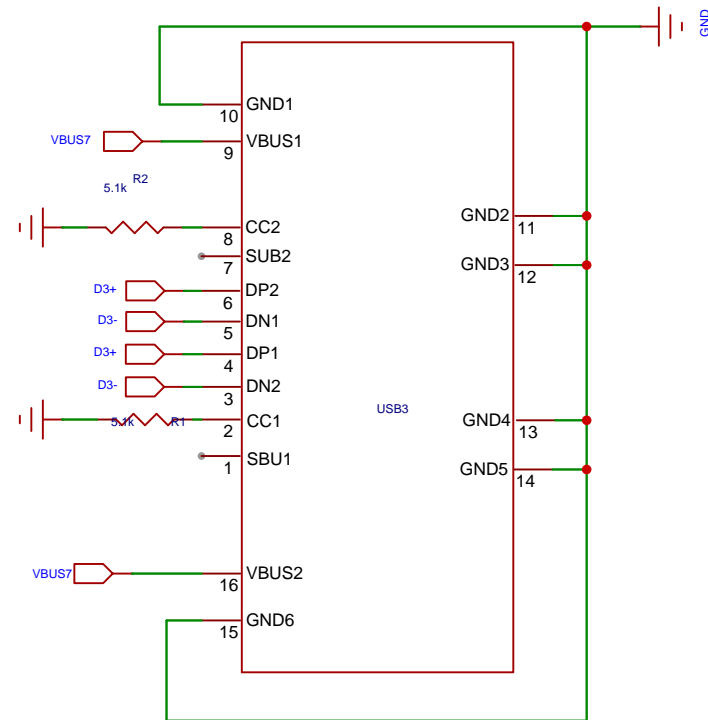 GND
GND1
10
VBUS7
VBUS1
9
R2
5.1k
CC2
8
GND2
11
SUB2
7
GND3
12
D3+
DP2
6
D3-
DN1
5
D3+
DP1
4
D3-
DN2
3
USB3
5.1k
R1
CC1
2
GND4
13
SBU1
1
GND5
14
VBUS7
VBUS2
16
GND6
15